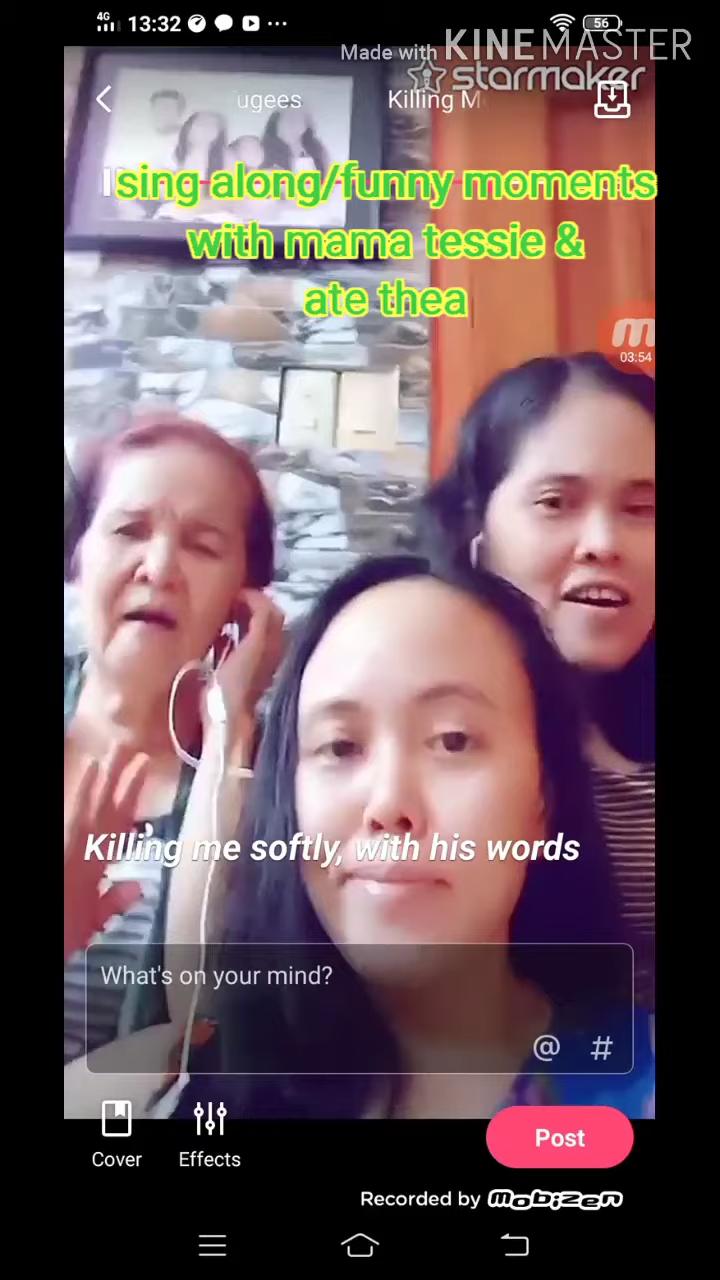 4G 13:32 56
Made with KINEMASTER
starmaker
ugees Killing M
sing along/funny moments
with mama tessie &
ate thea
03:54
Killing me softly, with his words
What's on your mind?
@ #
Cover Effects Post
Recorded by mobizen